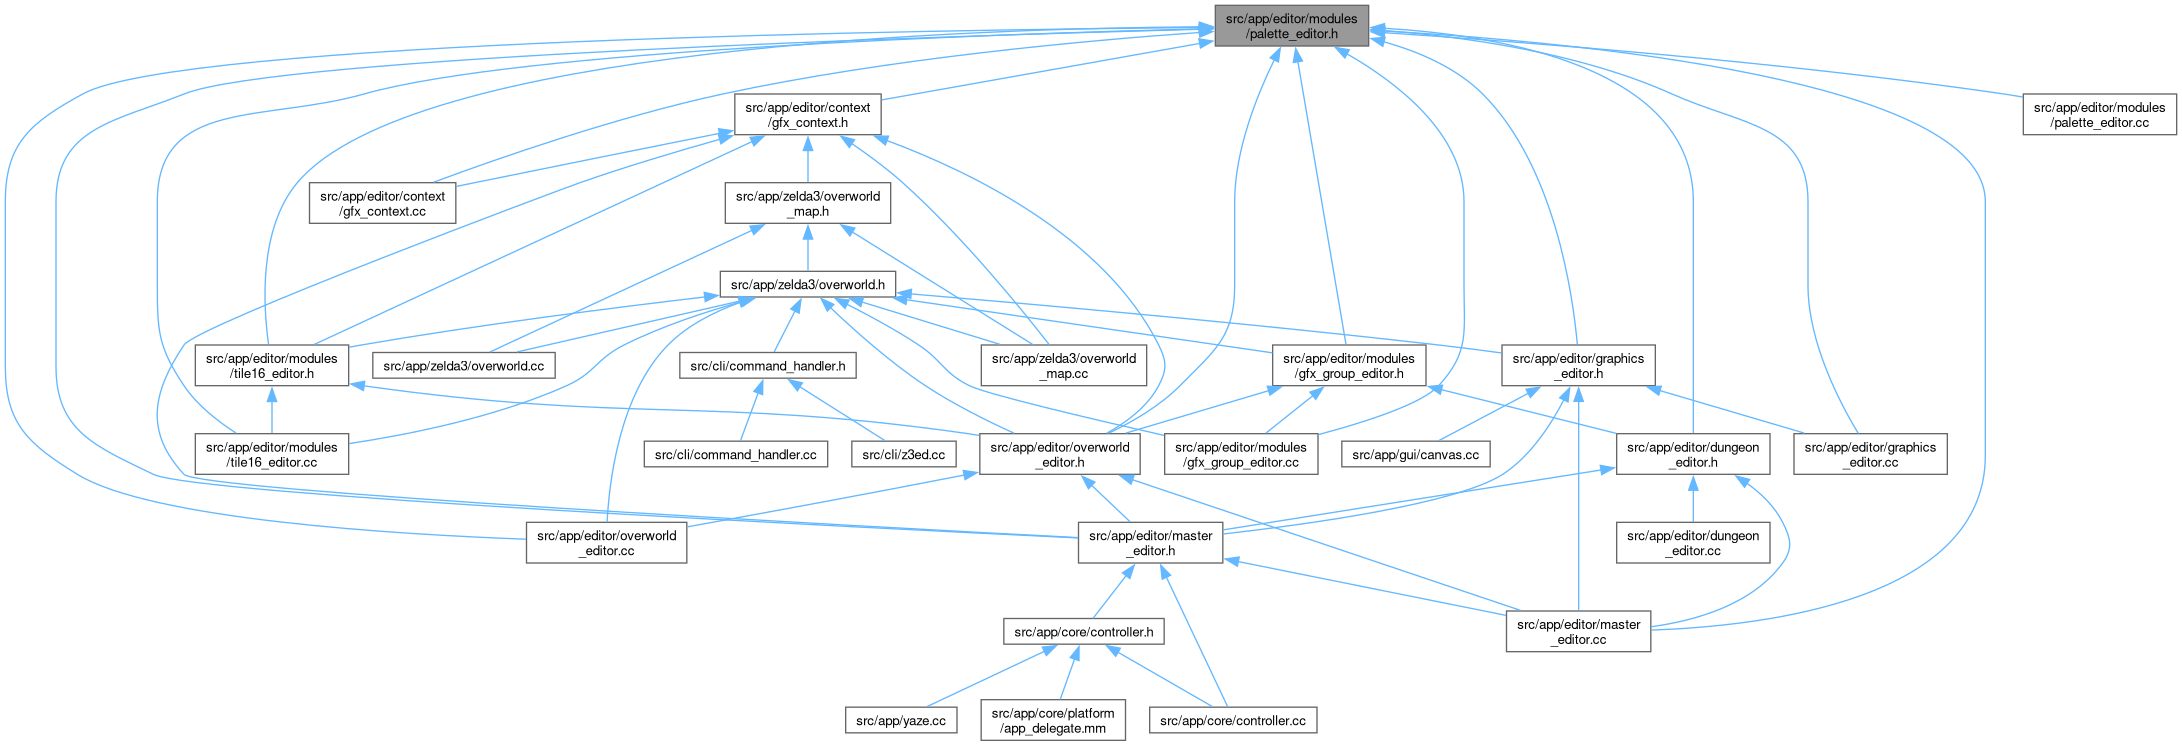 src/app/editor/modules
/palette_editor.h
src/app/editor/context
/gfx_context.h
src/app/editor/modules
/palette_editor.cc
src/app/editor/context
/gfx_context.cc
src/app/zelda3/overworld
_map.h
src/app/zelda3/overworld.h
src/app/editor/modules
/tile16_editor.h
src/app/zelda3/overworld.cc
src/cli/command_handler.h
src/app/zelda3/overworld
_map.cc
src/app/editor/modules
/gfx_group_editor.h
src/app/editor/graphics
_editor.h
src/app/editor/modules
/tile16_editor.cc
src/cli/command_handler.cc
src/cli/z3ed.cc
src/app/editor/overworld
_editor.h
src/app/editor/modules
/gfx_group_editor.cc
src/app/gui/canvas.cc
src/app/editor/dungeon
_editor.h
src/app/editor/graphics
_editor.cc
src/app/editor/overworld
_editor.cc
src/app/editor/master
_editor.h
src/app/editor/dungeon
_editor.cc
src/app/core/controller.h
src/app/editor/master
_editor.cc
src/app/yaze.cc
src/app/core/platform
/app_delegate.mm
src/app/core/controller.cc